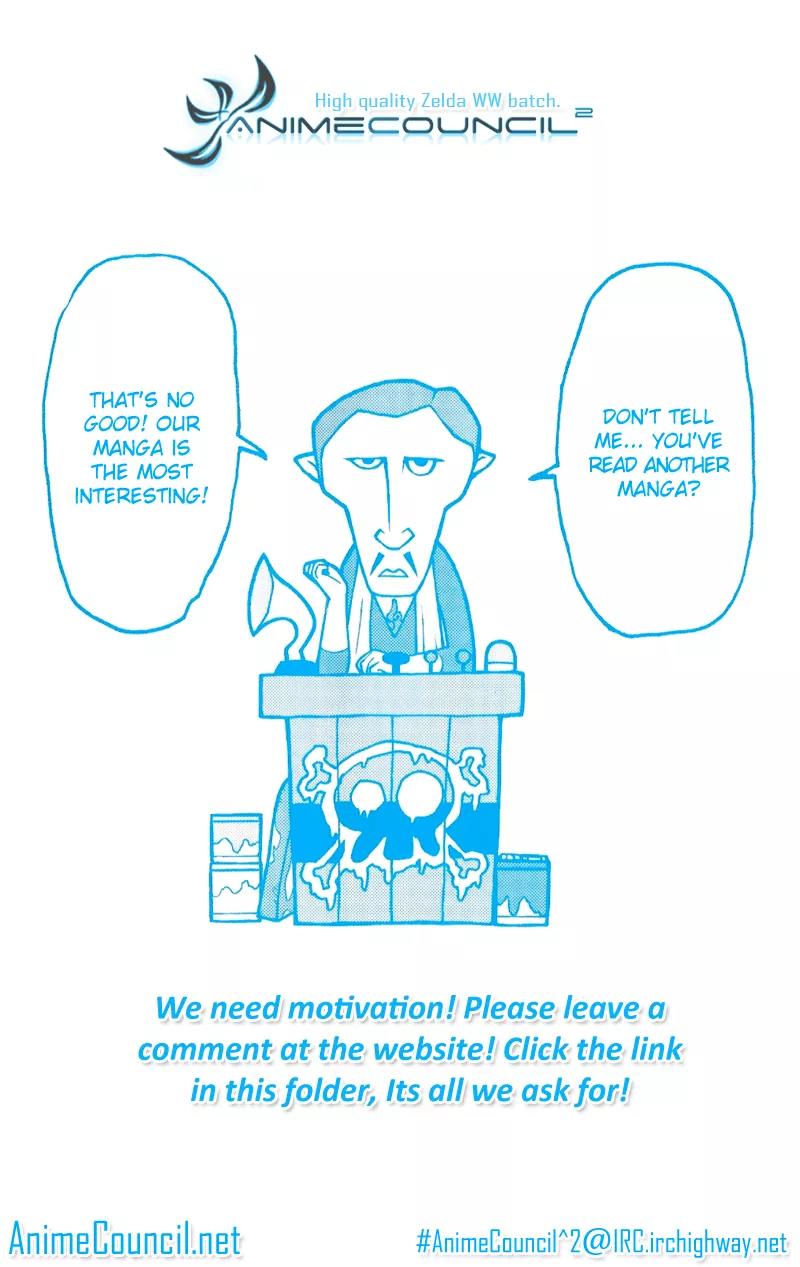 High quality Zelda WW batch.
ANIMECOUNCIL²
DON'T TELL
ME... YOU'VE
READ ANOTHER
MANGA?
THAT'S NO
GOOD! OUR
MANGA IS
THE MOST
INTERESTING!
We need motivation! Please leave a
comment at the website! Click the link
in this folder, Its all we ask for!
AnimeCouncil.net
#AnimeCouncil^2@IRC.irchighway.net